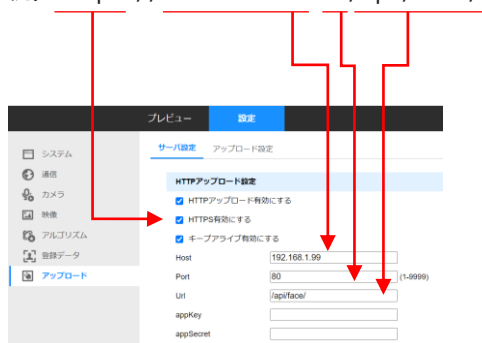 プレビュー 設定
サーバ設定 アップロード設定
システム
通信
カメラ
映像
アルゴリズム
登録データ
アップロード
HTTPアップロード設定
HTTPアップロード有効にする
HTTPS有効にする
キープアライブ有効にする
Host 192.168.1.99
Port 80 (1-9999)
Url /api/face/
appKey
appSecret